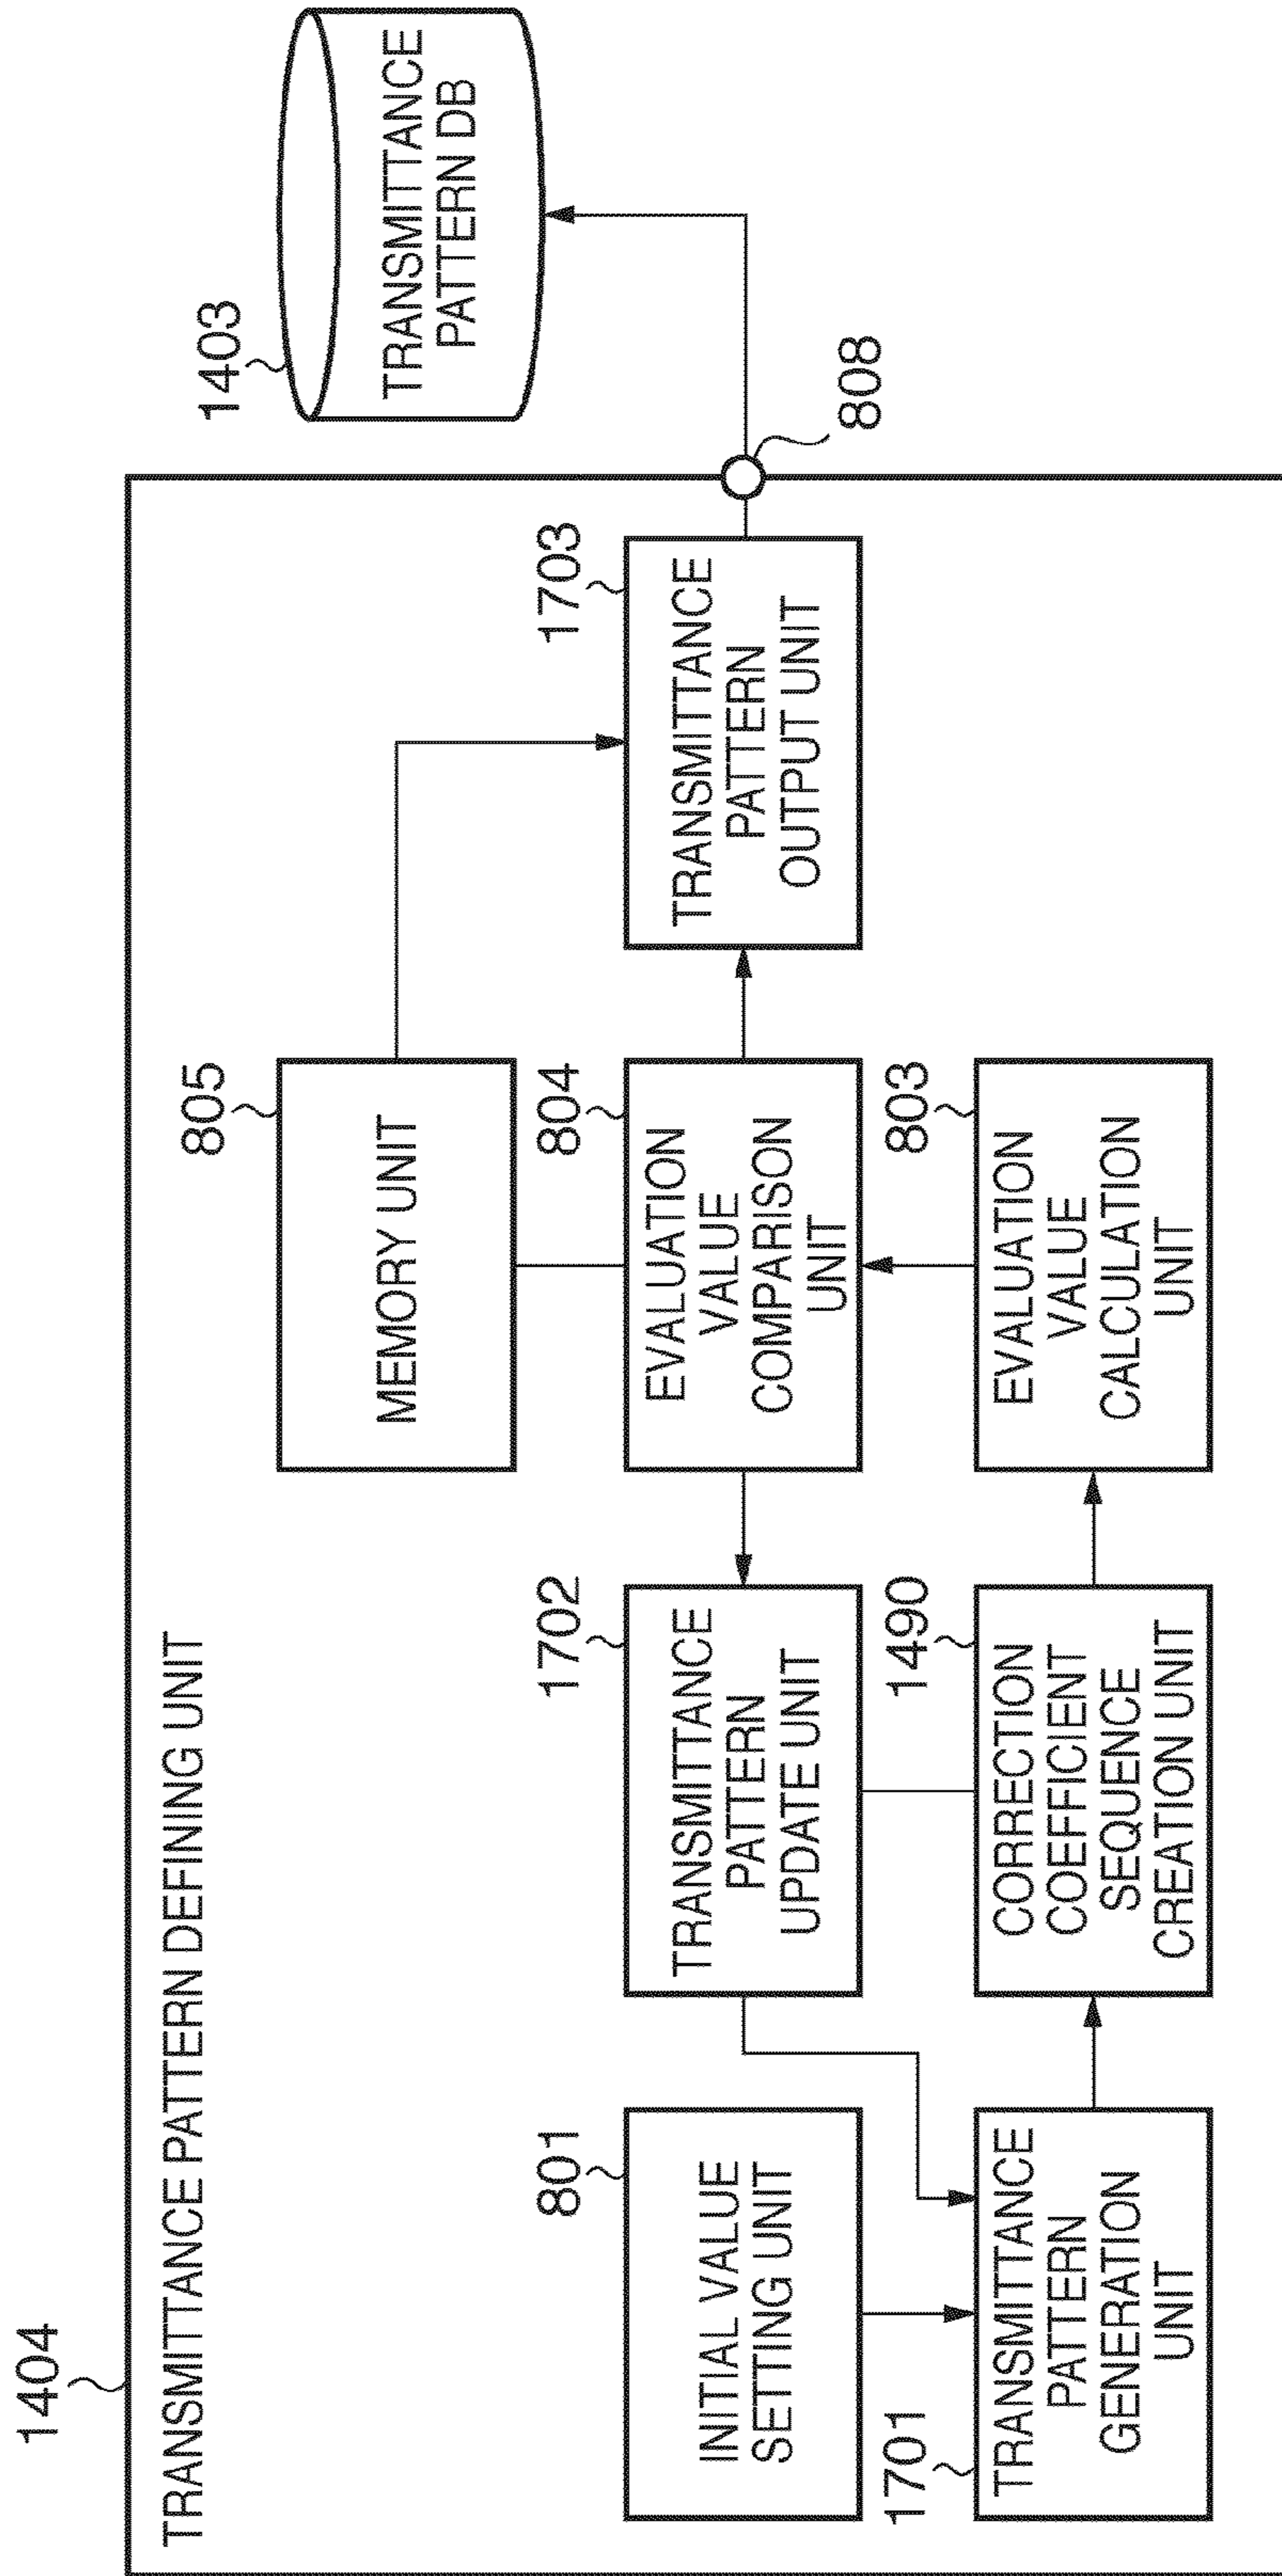 1404
TRANSMITTANCE PATTERN DEFINING UNIT
1403
TRANSMITTANCE
PATTERN DB
805
MEMORY UNIT
801
INITIAL VALUE
SETTING UNIT
1702
TRANSMITTANCE
PATTERN
UPDATE UNIT
804
EVALUATION
VALUE
COMPARISON
UNIT
1703
TRANSMITTANCE
PATTERN
OUTPUT UNIT
808
1701
TRANSMITTANCE
PATTERN
GENERATION
UNIT
1490
CORRECTION
COEFFICIENT
SEQUENCE
CREATION UNIT
803
EVALUATION
VALUE
CALCULATION
UNIT